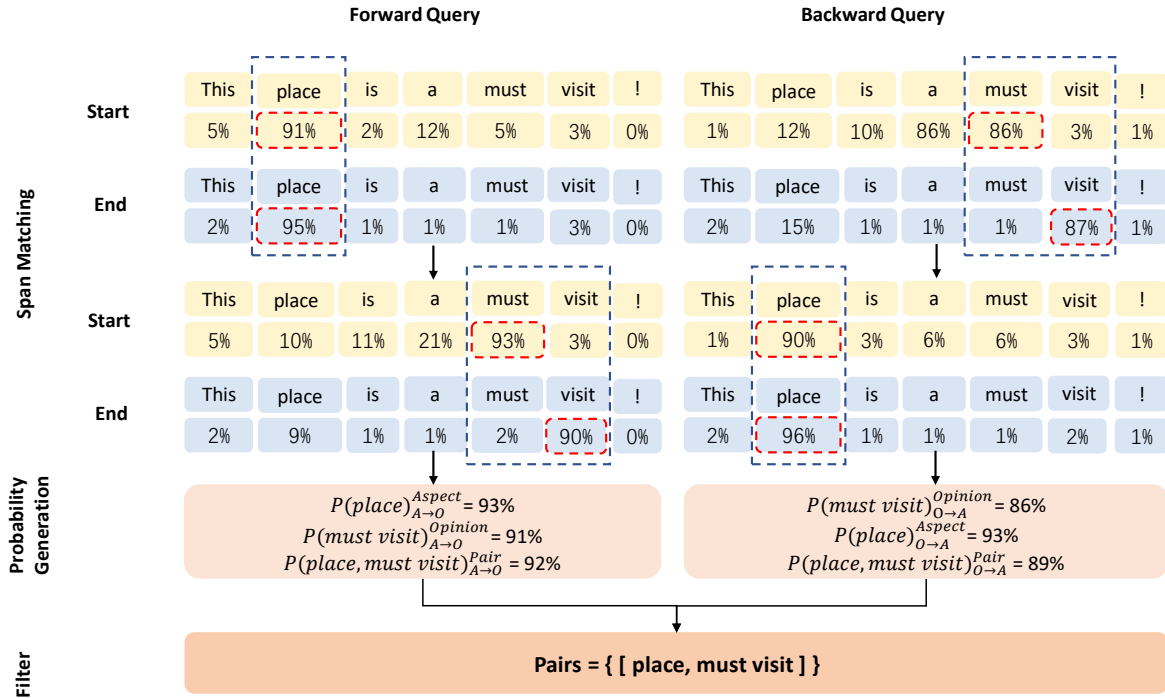 Forward Query Backward Query
Span Matching
Start
This place is a must visit !
5% 91% 2% 12% 5% 3% 0%
This place is a must visit !
1% 12% 10% 86% 86% 3% 1%
End
This place is a must visit !
2% 95% 1% 1% 1% 3% 0%
This place is a must visit !
2% 15% 1% 1% 1% 87% 1%
Start
This place is a must visit !
5% 10% 11% 21% 93% 3% 0%
This place is a must visit !
1% 90% 3% 6% 6% 3% 1%
End
This place is a must visit !
2% 9% 1% 1% 2% 90% 0%
This place is a must visit !
2% 96% 1% 1% 1% 2% 1%
Probability
Generation
P(place)^{Aspect}_{A→O} = 93%
P(must visit)^{Opinion}_{A→O} = 91%
P(place, must visit)^{Pair}_{A→O} = 92%
P(must visit)^{Opinion}_{O→A} = 86%
P(place)^{Aspect}_{O→A} = 93%
P(place, must visit)^{Pair}_{O→A} = 89%
Filter
Pairs = { [ place, must visit ] }